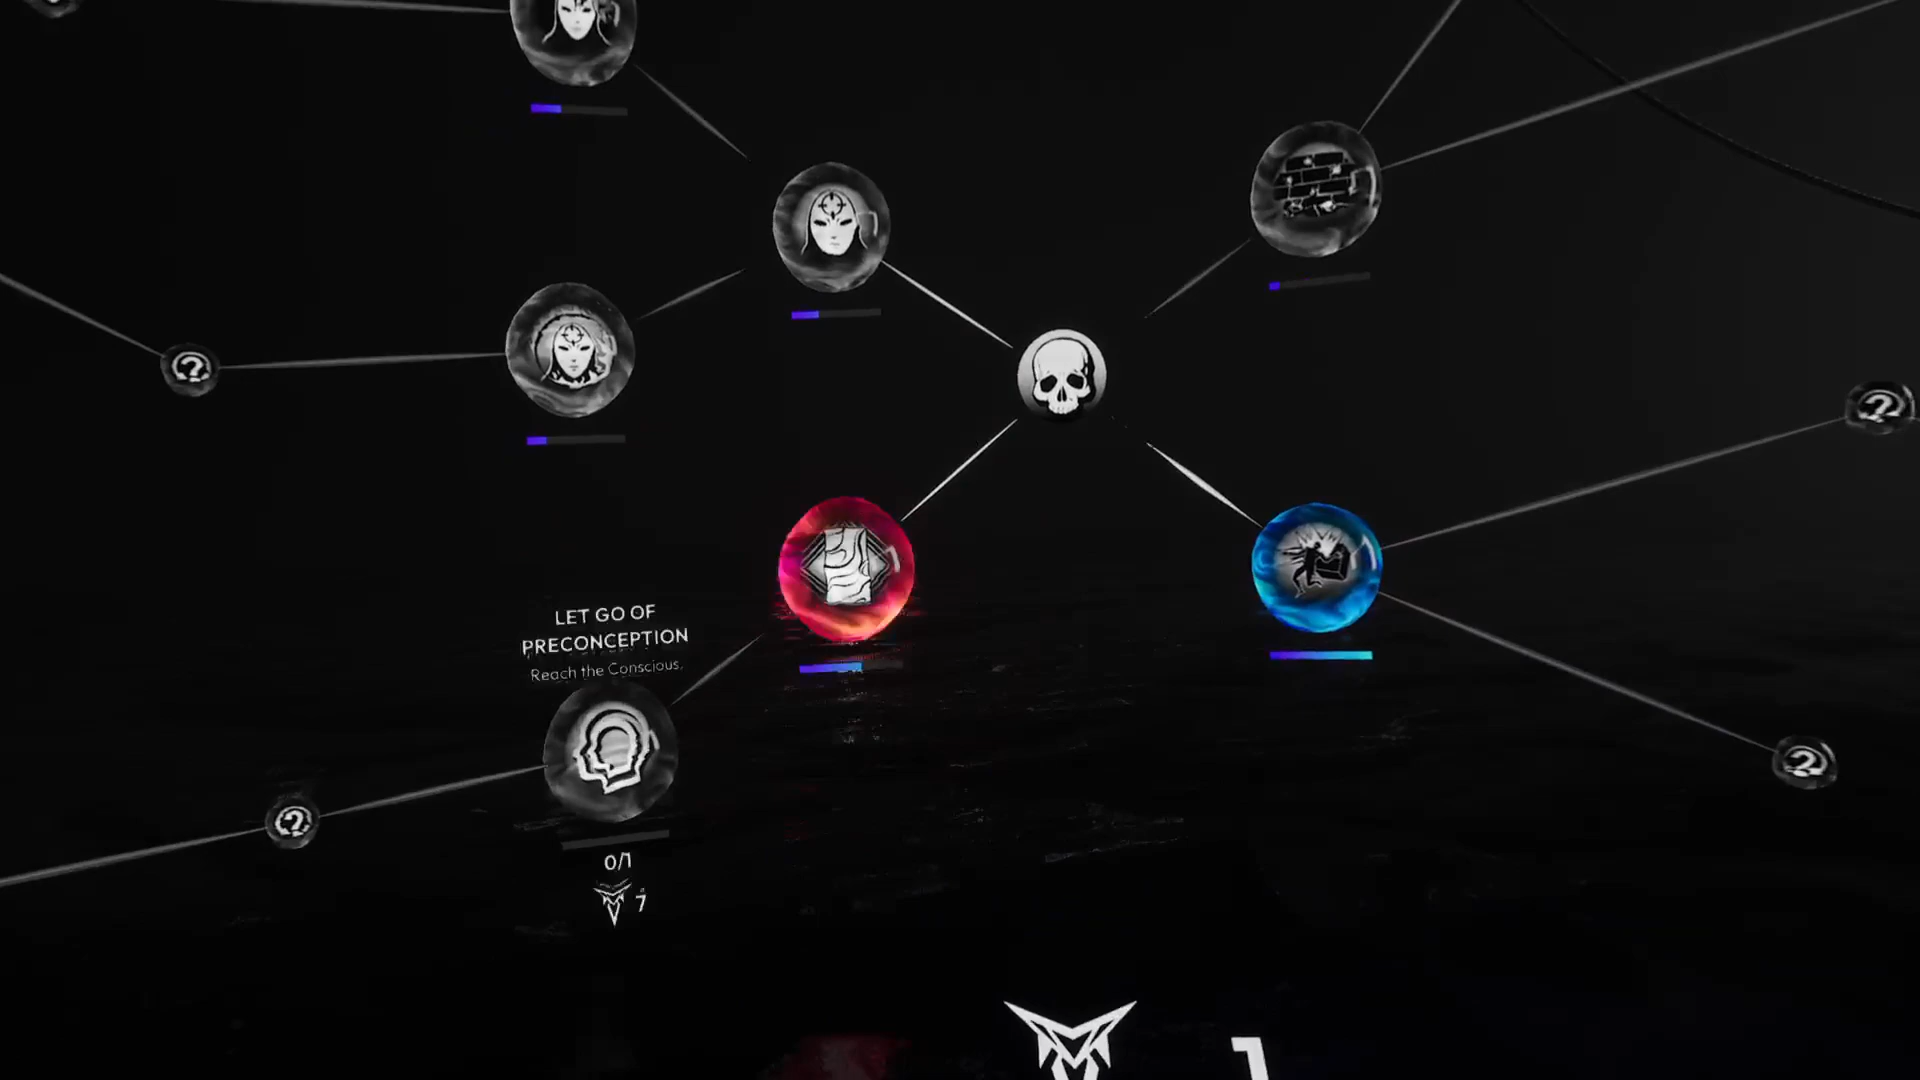 ?
?
LET GO OF
PRECONCEPTION
Reach the Conscious.
?
?
0/1
7
1